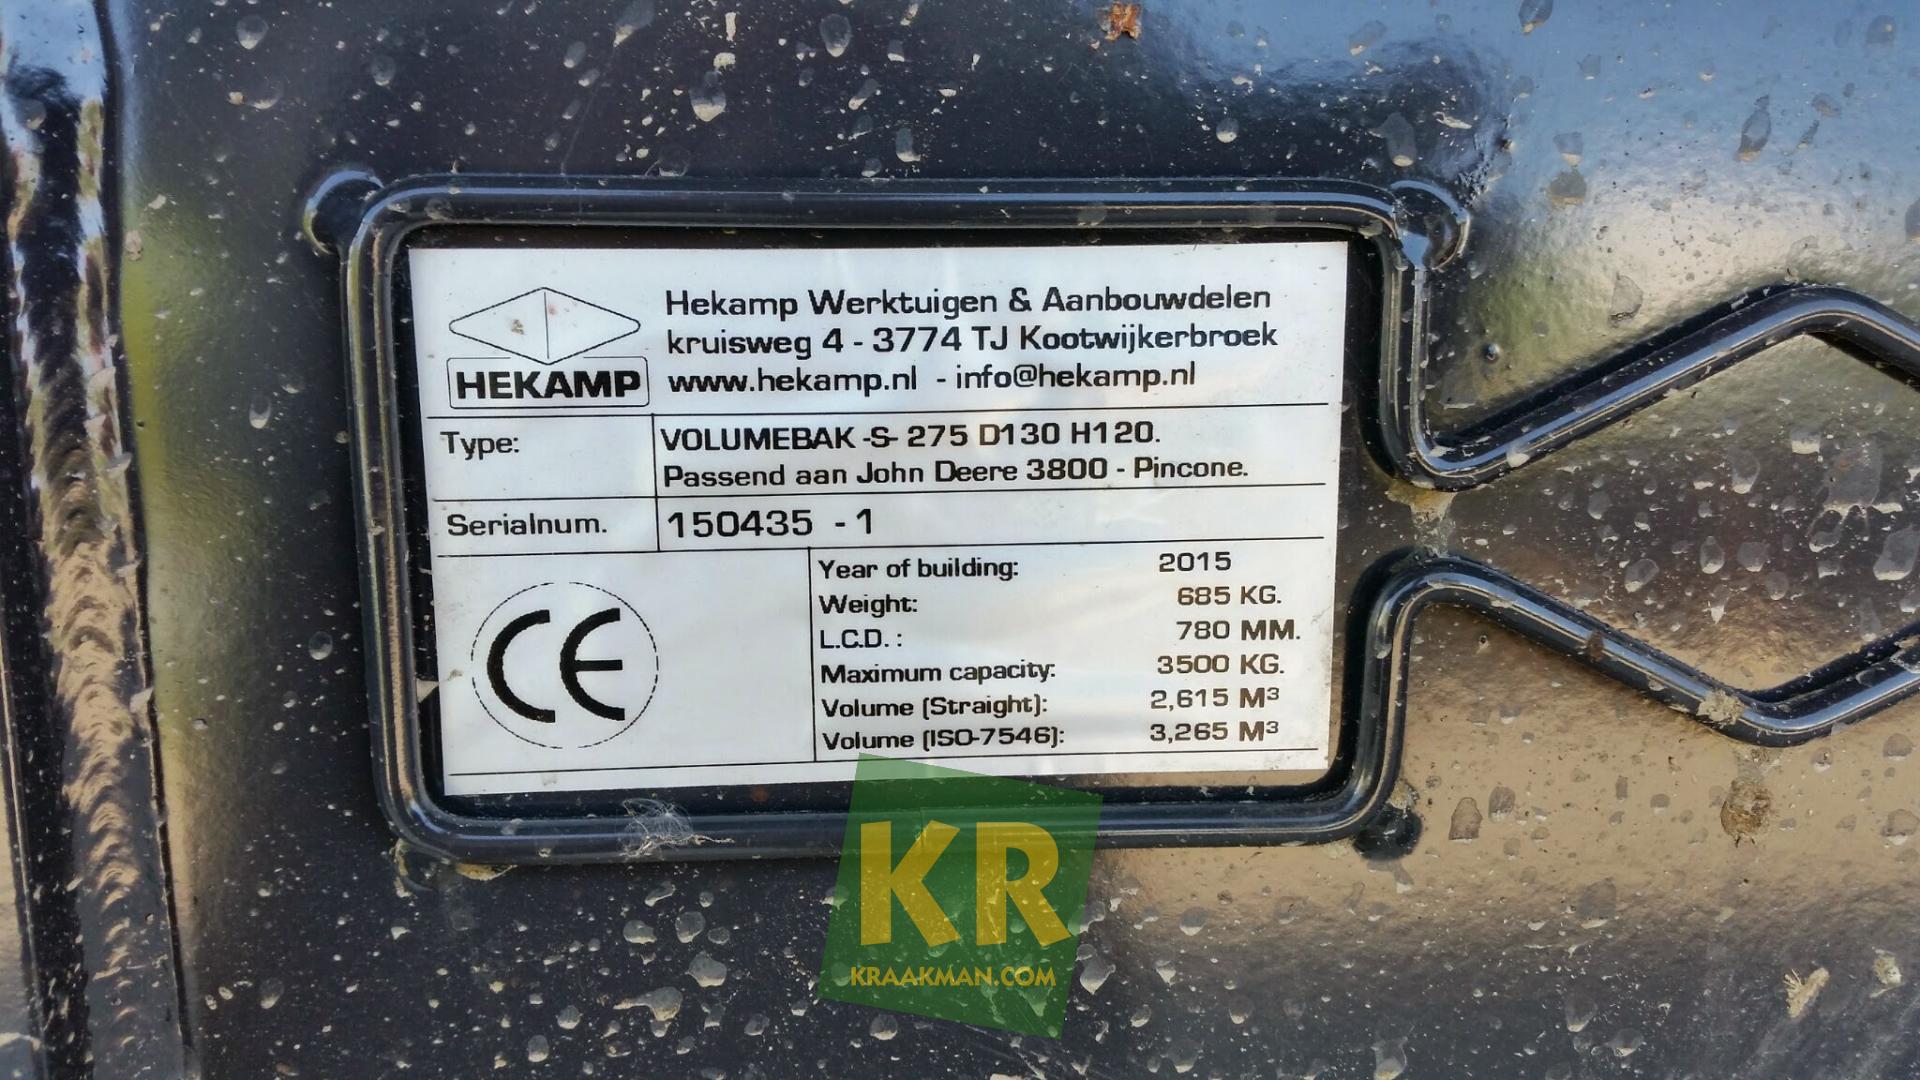 HEKAMP
Hekamp Werktuigen & Aanbouwdelen
kruisweg 4 - 3774 TJ Kootwijkerbroek
www.hekamp.nl - info@hekamp.nl
Type: VOLUMEBAK -S- 275 D130 H120.
Passend aan John Deere 3800 - Pincone.
Serialnum. 150435 - 1
CE
Year of building: 2015
Weight: 685 KG.
L.C.D. : 780 MM.
Maximum capacity: 3500 KG.
Volume (Straight): 2,615 M³
Volume (ISO-7546): 3,265 M³
KR
KRAAKMAN.COM